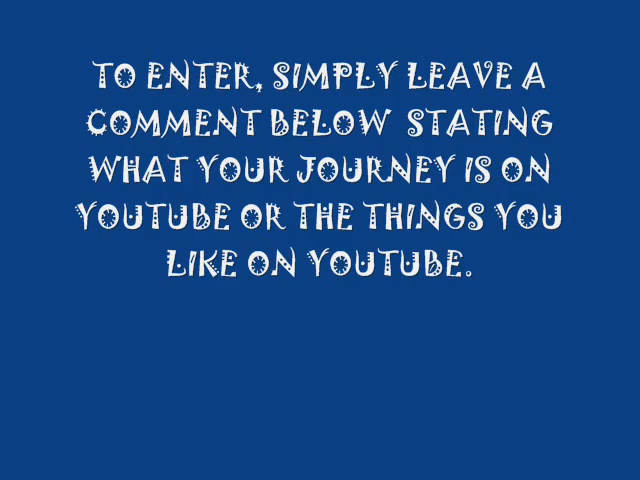 TO ENTER, SIMPLY LEAVE A
COMMENT BELOW STATING
WHAT YOUR JOURNEY IS ON
YOUTUBE OR THE THINGS YOU
LIKE ON YOUTUBE.